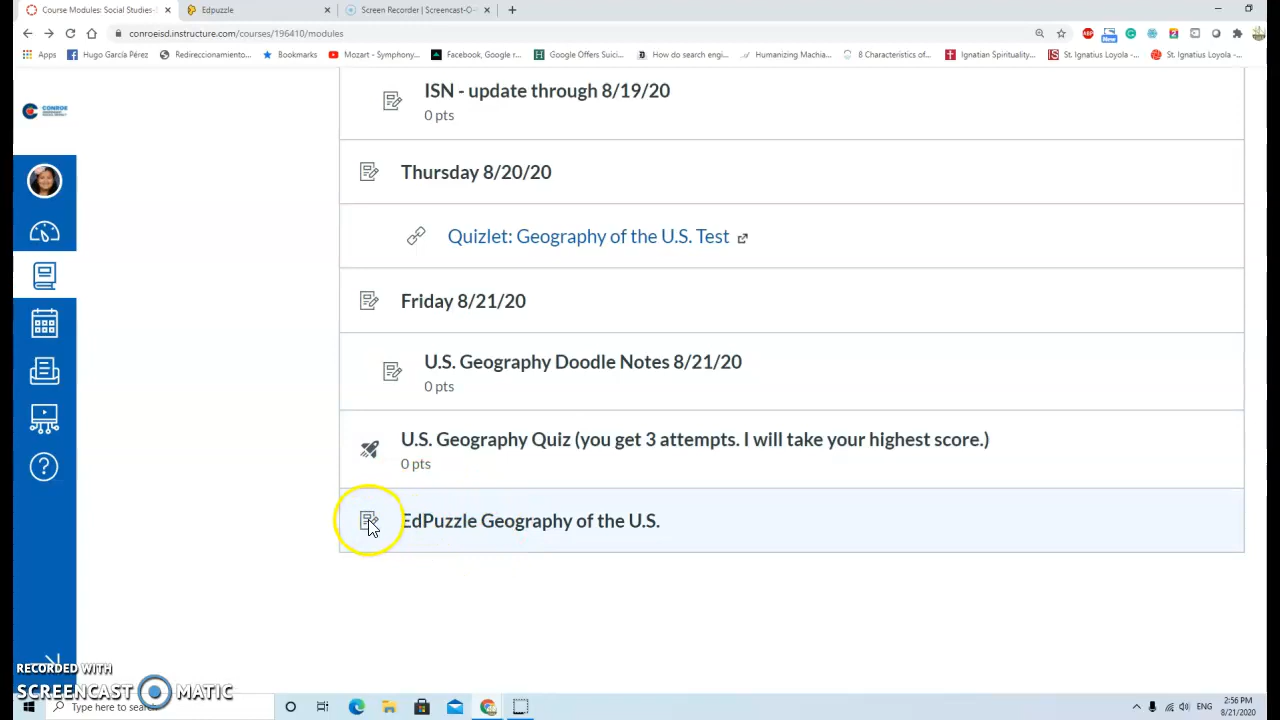 Course Modules: Social Studies-
Edpuzzle
Screen Recorder | Screencast-O-
conroeisd.instructure.com/courses/196410/modules
Apps
Hugo García Pérez
Redireccionamiento...
Bookmarks
Mozart - Symphony...
Facebook, Google r...
Google Offers Suici...
How do search engi...
Humanizing Machia...
8 Characteristics of...
Ignatian Spirituality...
St. Ignatius Loyola -...
St. Ignatius Loyola -...
New
CONROE
ISN - update through 8/19/20
0 pts
Thursday 8/20/20
Quizlet: Geography of the U.S. Test
Friday 8/21/20
U.S. Geography Doodle Notes 8/21/20
0 pts
U.S. Geography Quiz (you get 3 attempts. I will take your highest score.)
0 pts
EdPuzzle Geography of the U.S.
RECORDED WITH
SCREENCAST MATIC
Type here to search
ENG
2:56 PM
8/21/2020